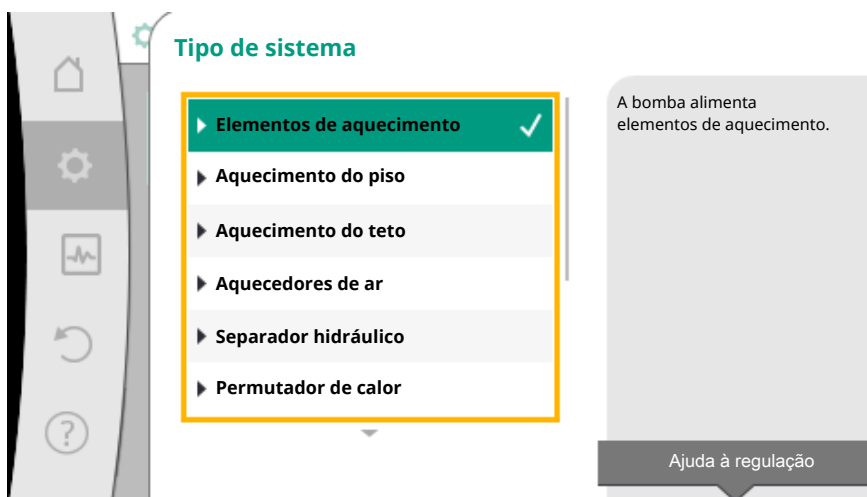 Tipo de sistema
Elementos de aquecimento
Aquecimento do piso
Aquecimento do teto
Aquecedores de ar
Separador hidráulico
Permutador de calor
A bomba alimenta
elementos de aquecimento.
Ajuda à regulação